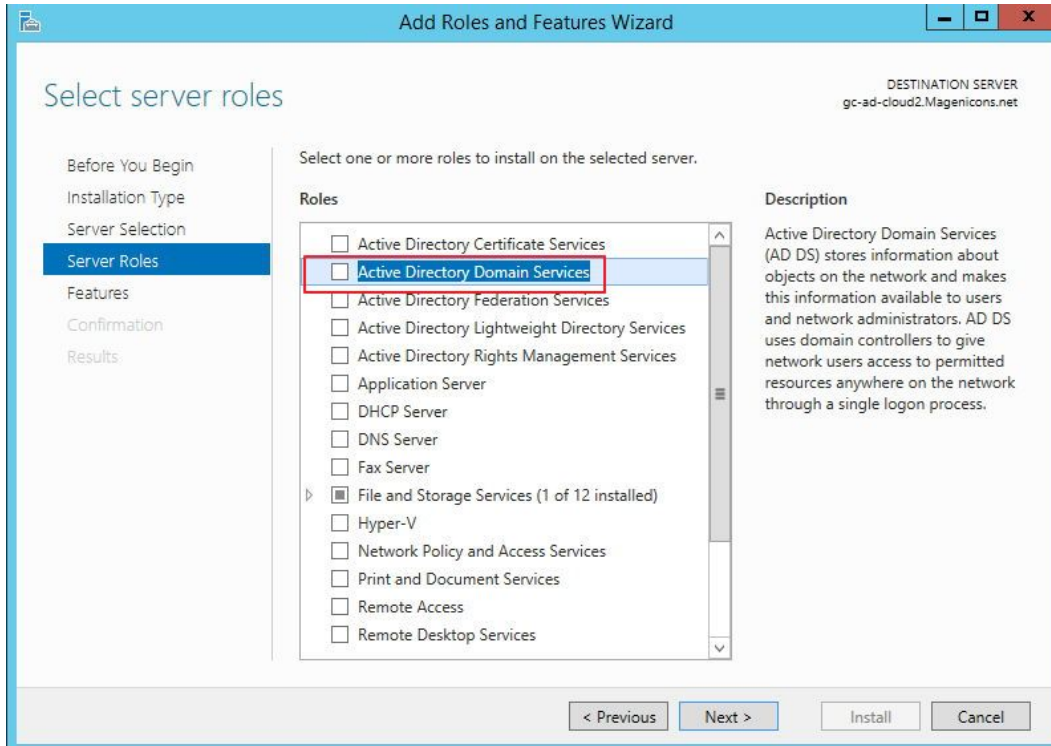 Add Roles and Features Wizard
Select server roles
DESTINATION SERVER
gc-ad-cloud2.Magenicons.net
Before You Begin
Installation Type
Server Selection
Server Roles
Features
Confirmation
Results
Select one or more roles to install on the selected server.
Roles
Active Directory Certificate Services
Active Directory Domain Services
Active Directory Federation Services
Active Directory Lightweight Directory Services
Active Directory Rights Management Services
Application Server
DHCP Server
DNS Server
Fax Server
File and Storage Services (1 of 12 installed)
Hyper-V
Network Policy and Access Services
Print and Document Services
Remote Access
Remote Desktop Services
Description
Active Directory Domain Services
(AD DS) stores information about
objects on the network and makes
this information available to users
and network administrators. AD DS
uses domain controllers to give
network users access to permitted
resources anywhere on the network
through a single logon process.
< Previous
Next >
Install
Cancel